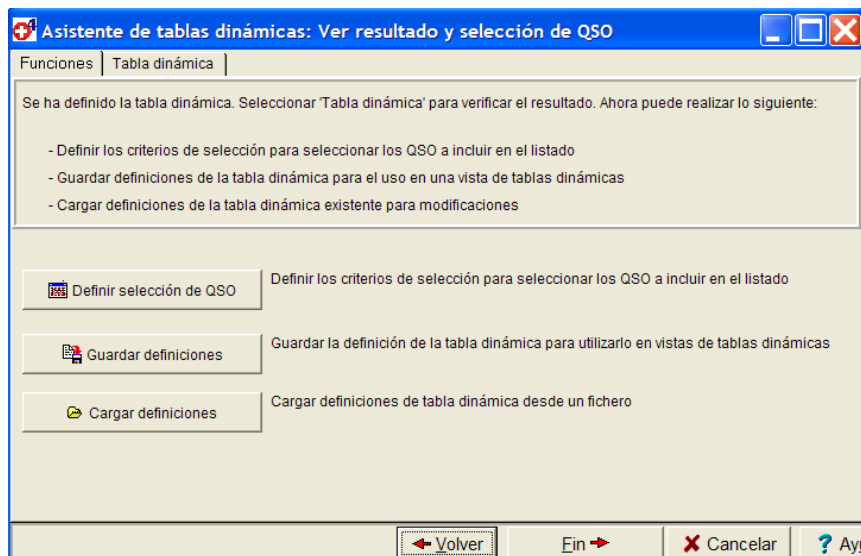 Asistente de tablas dinámicas: Ver resultado y selección de QSO
Funciones
Tabla dinámica
Se ha definido la tabla dinámica. Seleccionar 'Tabla dinámica' para verificar el resultado. Ahora puede realizar lo siguiente:
- Definir los criterios de selección para seleccionar los QSO a incluir en el listado
- Guardar definiciones de la tabla dinámica para el uso en una vista de tablas dinámicas
- Cargar definiciones de la tabla dinámica existente para modificaciones
Definir selección de QSO
Definir los criterios de selección para seleccionar los QSO a incluir en el listado
Guardar definiciones
Guardar la definición de la tabla dinámica para utilizarlo en vistas de tablas dinámicas
Cargar definiciones
Cargar definiciones de tabla dinámica desde un fichero
Volver
Fin
Cancelar
? Ay